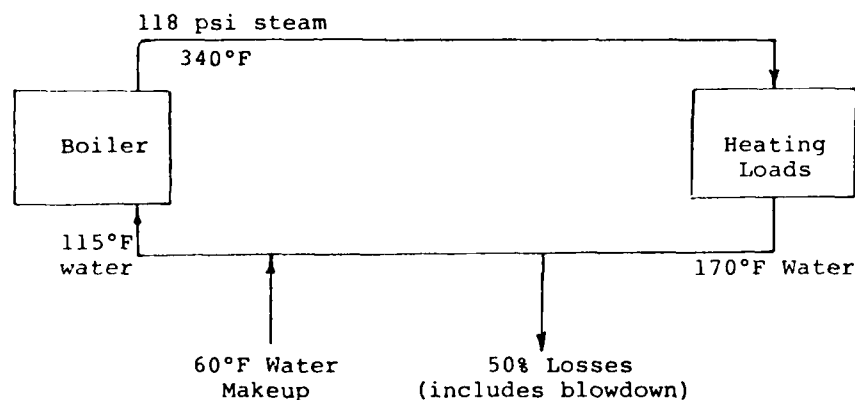 118 psi steam
340°F
Boiler
Heating
Loads
115°F
water
170°F Water
60°F Water
Makeup
50% Losses
(includes blowdown)